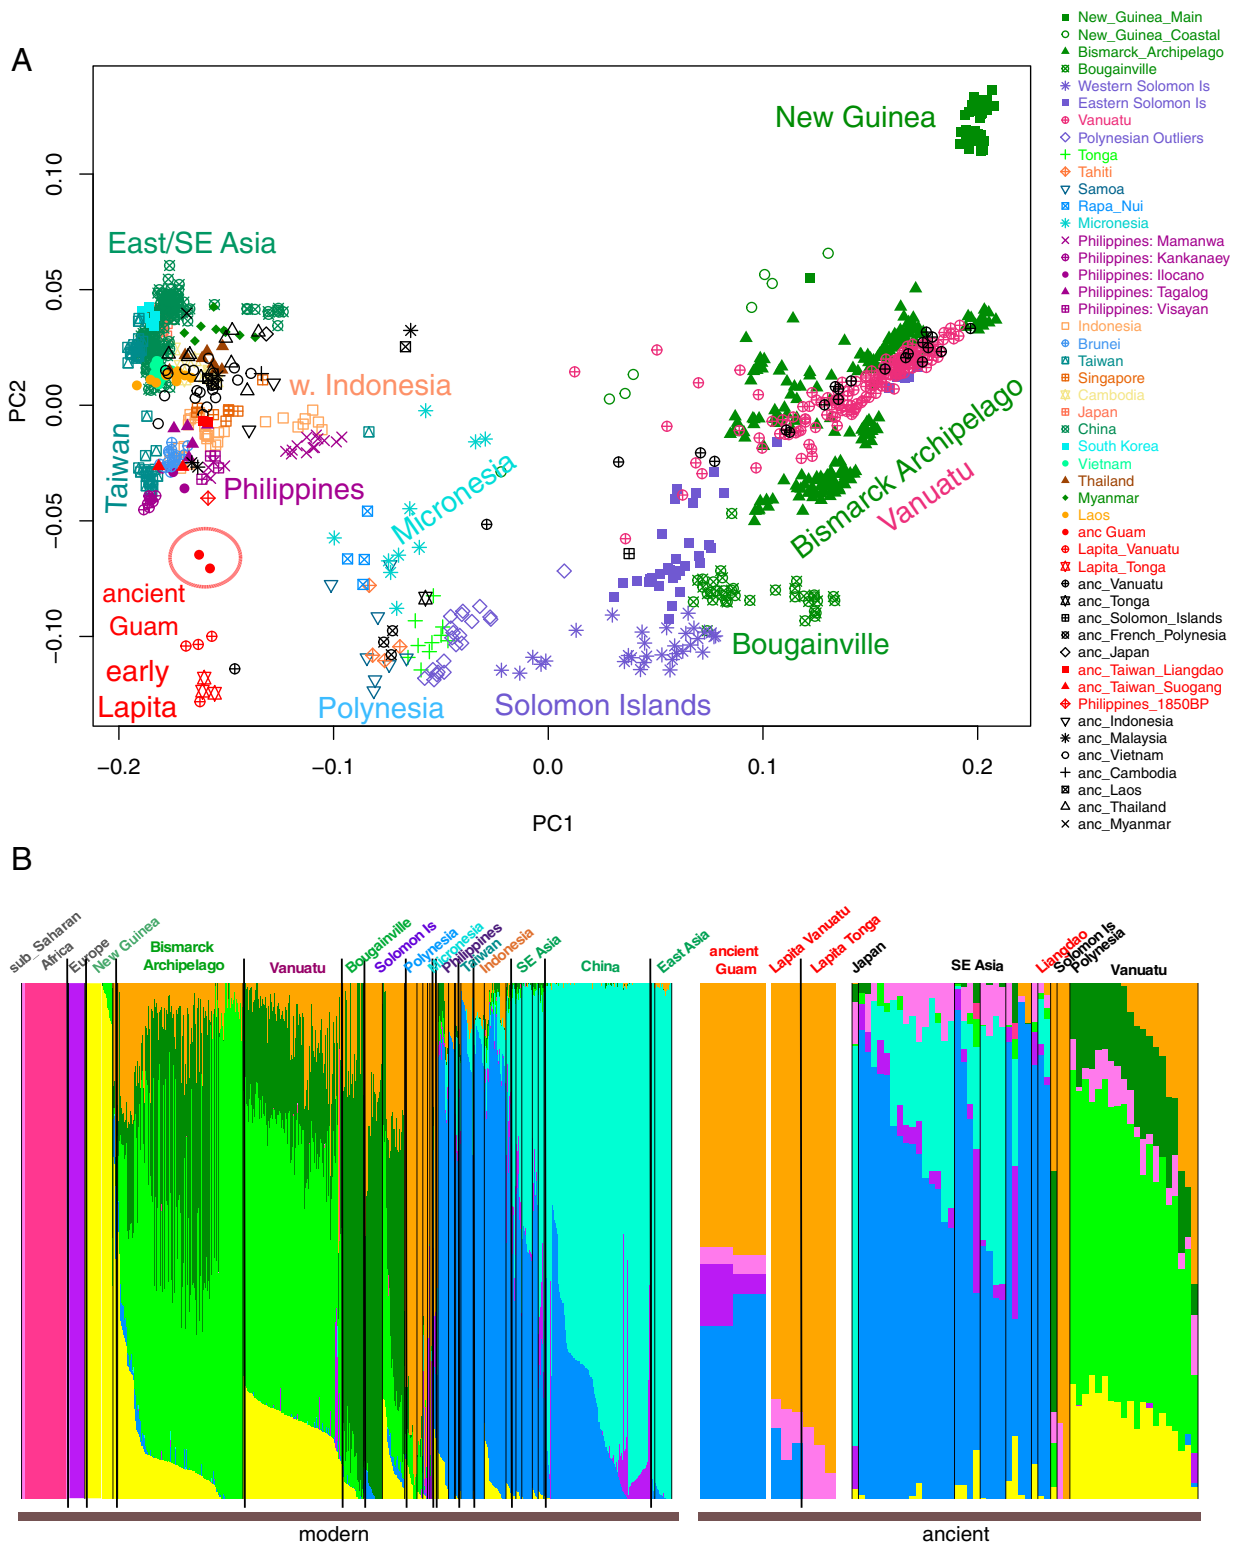 A
New Guinea
East/SE Asia
w. Indonesia
Taiwan
Philippines
Micronesia
Bismarck Archipelago
Vanuatu
ancient
Guam
early
Lapita
Polynesia
Solomon Islands
Bougainville
PC2
0.10
0.05
0.00
−0.05
−0.10
−0.2
−0.1
0.0
0.1
0.2
PC1
New_Guinea_Main
New_Guinea_Coastal
Bismarck_Archipelago
Bougainville
Western Solomon Is
Eastern Solomon Is
Vanuatu
Polynesian Outliers
Tonga
Tahiti
Samoa
Rapa_Nui
Micronesia
Philippines: Mamanwa
Philippines: Kankanaey
Philippines: Ilocano
Philippines: Tagalog
Philippines: Visayan
Indonesia
Brunei
Taiwan
Singapore
Cambodia
Japan
China
South Korea
Vietnam
Thailand
Myanmar
Laos
anc Guam
Lapita_Vanuatu
Lapita_Tonga
anc_Vanuatu
anc_Tonga
anc_Solomon_Islands
anc_French_Polynesia
anc_Japan
anc_Taiwan_Liangdao
anc_Taiwan_Suogang
Philippines_1850BP
anc_Indonesia
anc_Malaysia
anc_Vietnam
anc_Cambodia
anc_Laos
anc_Thailand
anc_Myanmar
B
sub_Saharan
Africa
Europe
New Guinea
Bismarck
Archipelago
Vanuatu
Bougainville
Solomon Is
Polynesia
Micronesia
Philippines
Taiwan
Indonesia
SE Asia
China
East Asia
ancient
Guam
Lapita Vanuatu
Lapita Tonga
Japan
SE Asia
Liangdao
Solomon Is
Polynesia
Vanuatu
modern
ancient